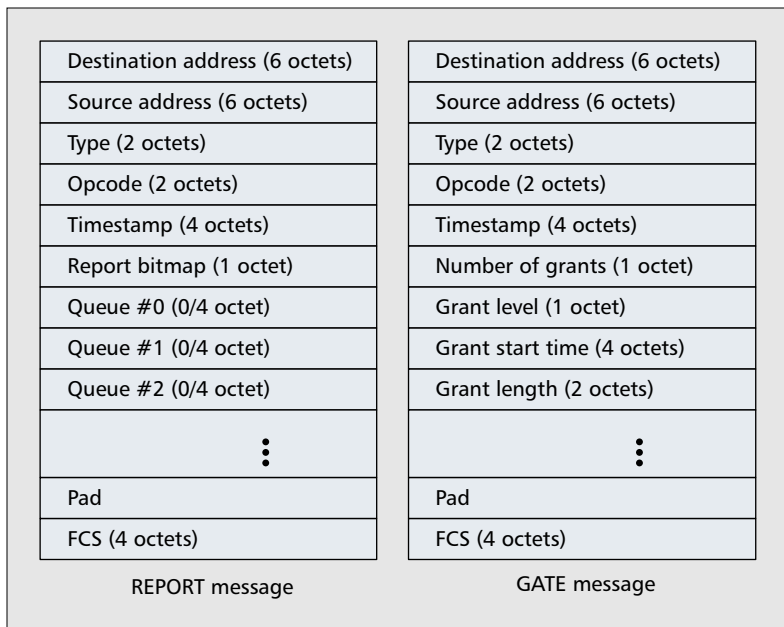 Destination address (6 octets)
Source address (6 octets)
Type (2 octets)
Opcode (2 octets)
Timestamp (4 octets)
Report bitmap (1 octet)
Queue #0 (0/4 octet)
Queue #1 (0/4 octet)
Queue #2 (0/4 octet)
Pad
FCS (4 octets)
REPORT message
Destination address (6 octets)
Source address (6 octets)
Type (2 octets)
Opcode (2 octets)
Timestamp (4 octets)
Number of grants (1 octet)
Grant level (1 octet)
Grant start time (4 octets)
Grant length (2 octets)
Pad
FCS (4 octets)
GATE message